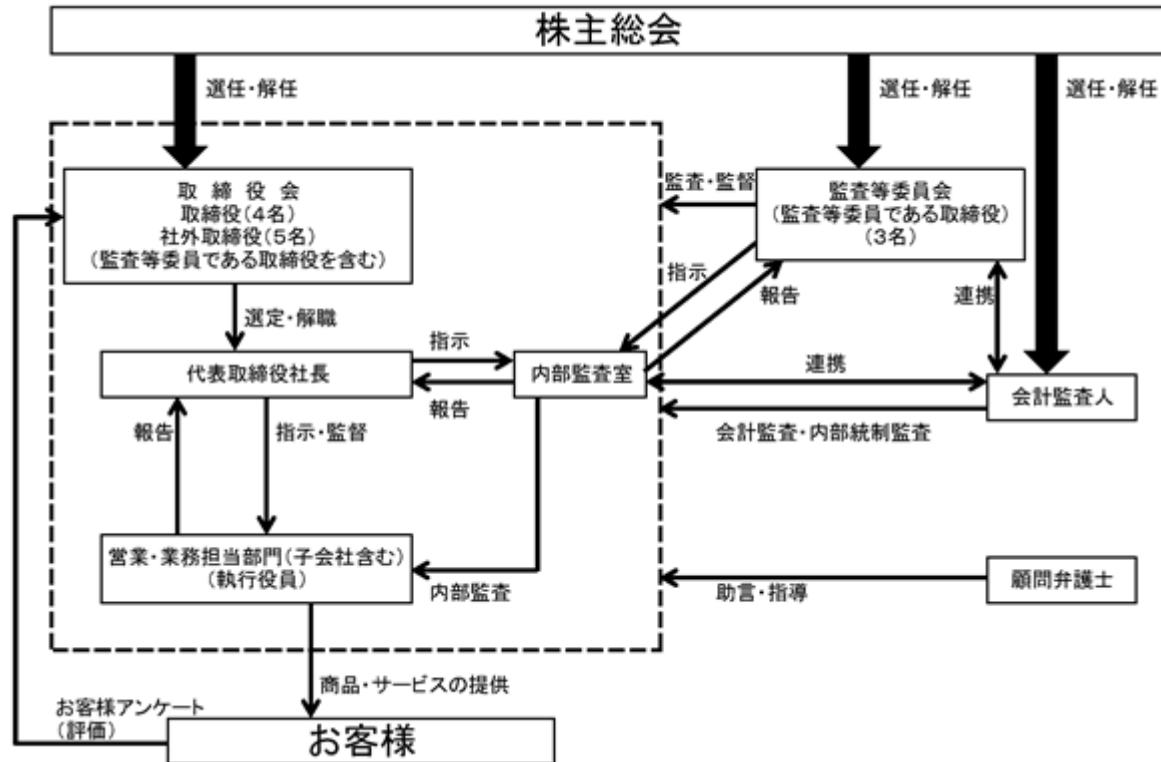 株主総会
選任・解任
選任・解任
選任・解任
取締役会
取締役(4名)
社外取締役(5名)
(監査等委員である取締役を含む)
監査・監督
監査等委員会
(監査等委員である取締役)
(3名)
指示
報告
連携
選定・解職
代表取締役社長
指示
報告
内部監査室
連携
会計監査人
会計監査・内部統制監査
報告
指示・監督
営業・業務担当部門(子会社含む)
(執行役員)
内部監査
助言・指導
顧問弁護士
商品・サービスの提供
お客様アンケート
(評価)
お客様